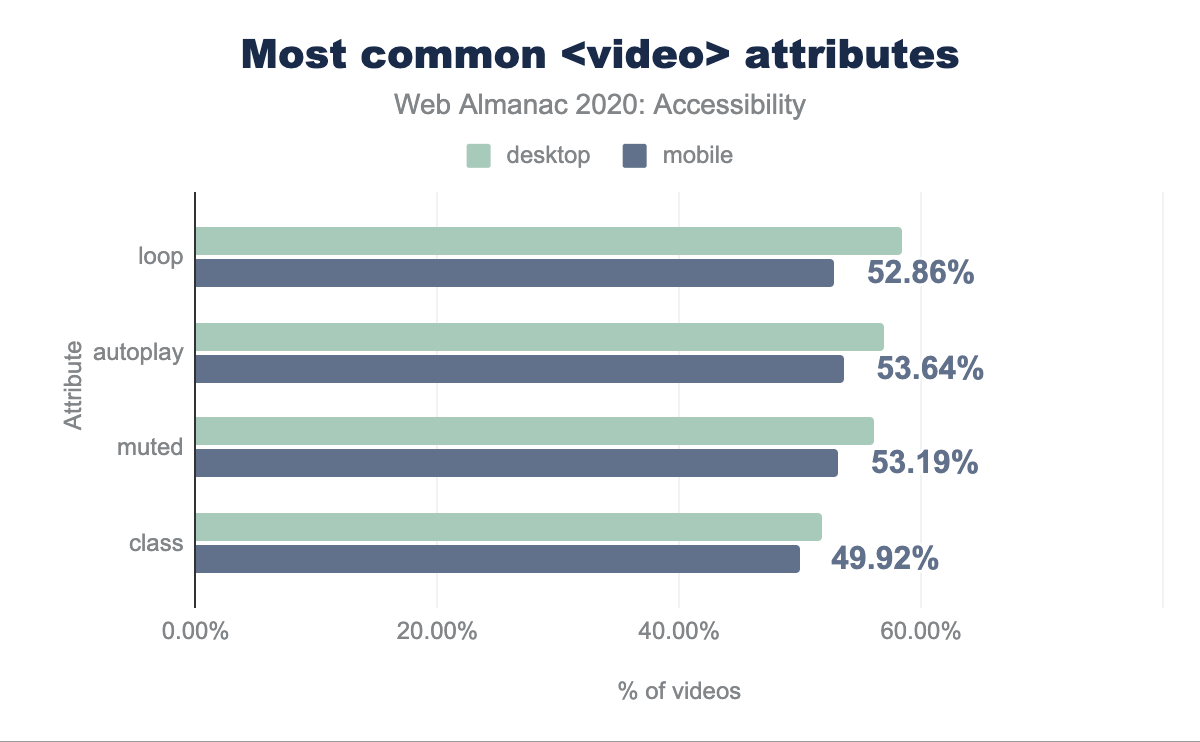 Most common <video> attributes
Web Almanac 2020: Accessibility
desktop
mobile
Attribute
loop
52.86%
autoplay
53.64%
muted
53.19%
class
49.92%
0.00%
20.00%
40.00%
60.00%
% of videos